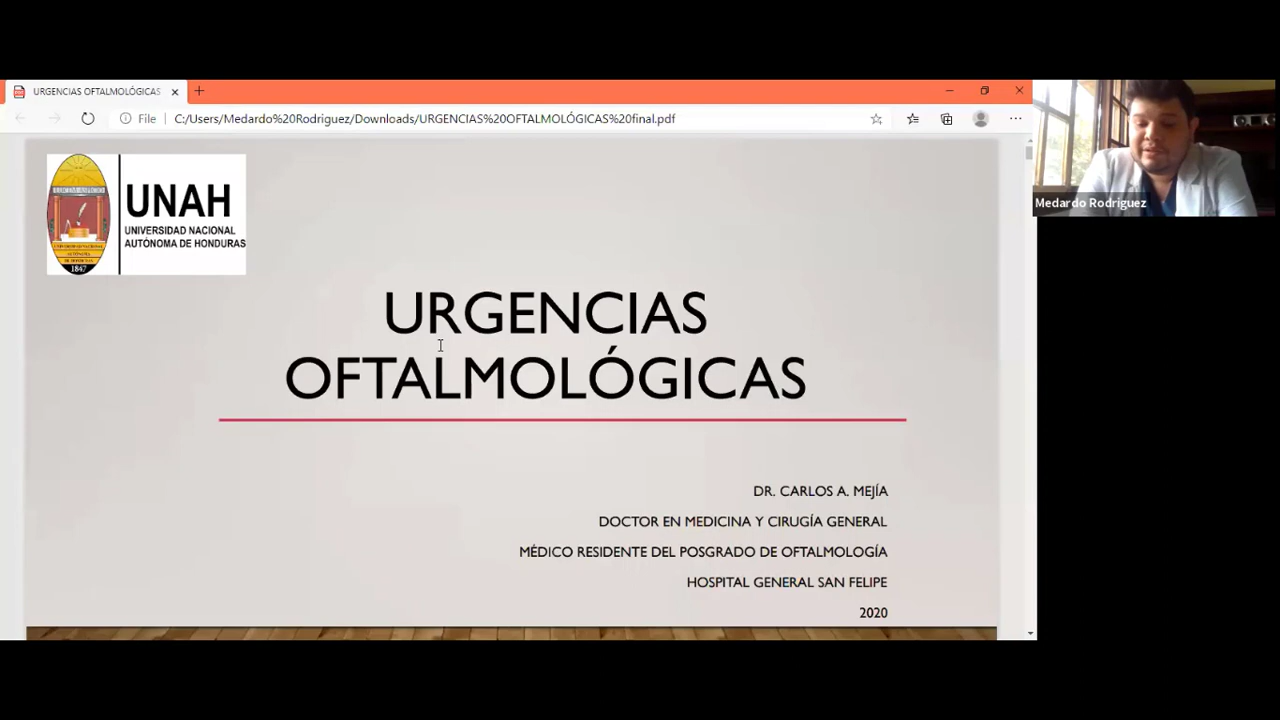 URGENCIAS OFTALMOLÓGICAS
File
C:/Users/Medardo%20Rodriguez/Downloads/URGENCIAS%20OFTALMOLÓGICAS%20final.pdf
Medardo Rodriguez
UNAH
UNIVERSIDAD NACIONAL
AUTÓNOMA DE HONDURAS
1847
URGENCIAS
OFTALMOLÓGICAS
DR. CARLOS A. MEJÍA
DOCTOR EN MEDICINA Y CIRUGÍA GENERAL
MÉDICO RESIDENTE DEL POSGRADO DE OFTALMOLOGÍA
HOSPITAL GENERAL SAN FELIPE
2020